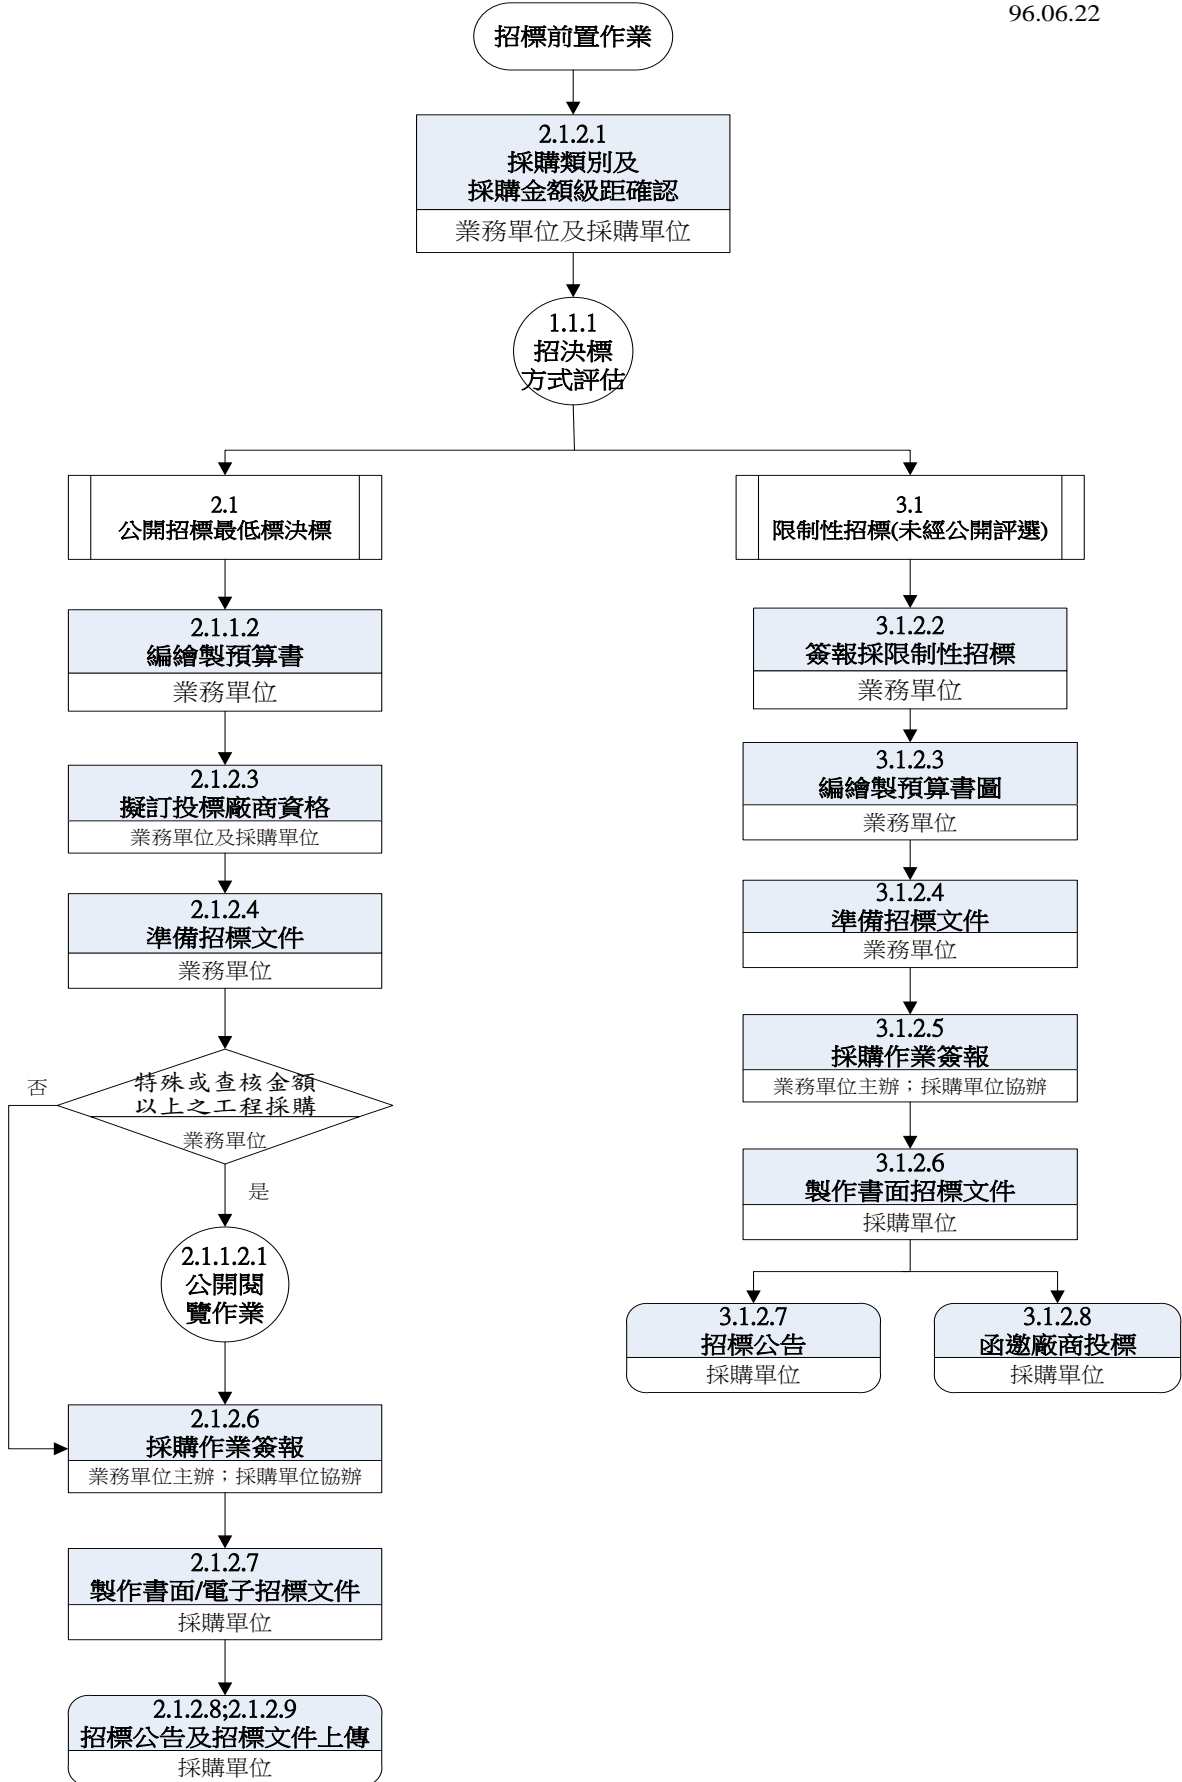 96.06.22
招標前置作業
2.1.2.1
採購類別及
採購金額級距確認
業務單位及採購單位
1.1.1
招決標
方式評估
2.1
公開招標最低標決標
2.1.1.2
編繪製預算書
業務單位
2.1.2.3
擬訂投標廠商資格
業務單位及採購單位
2.1.2.4
準備招標文件
業務單位
特殊或查核金額
以上之工程採購
業務單位
否
是
2.1.1.2.1
公開閱
覽作業
2.1.2.6
採購作業簽報
業務單位主辦；採購單位協辦
2.1.2.7
製作書面/電子招標文件
採購單位
2.1.2.8;2.1.2.9
招標公告及招標文件上傳
採購單位
3.1
限制性招標(未經公開評選)
3.1.2.2
簽報採限制性招標
業務單位
3.1.2.3
編繪製預算書圖
業務單位
3.1.2.4
準備招標文件
業務單位
3.1.2.5
採購作業簽報
業務單位主辦；採購單位協辦
3.1.2.6
製作書面招標文件
採購單位
3.1.2.7
招標公告
採購單位
3.1.2.8
函邀廠商投標
採購單位